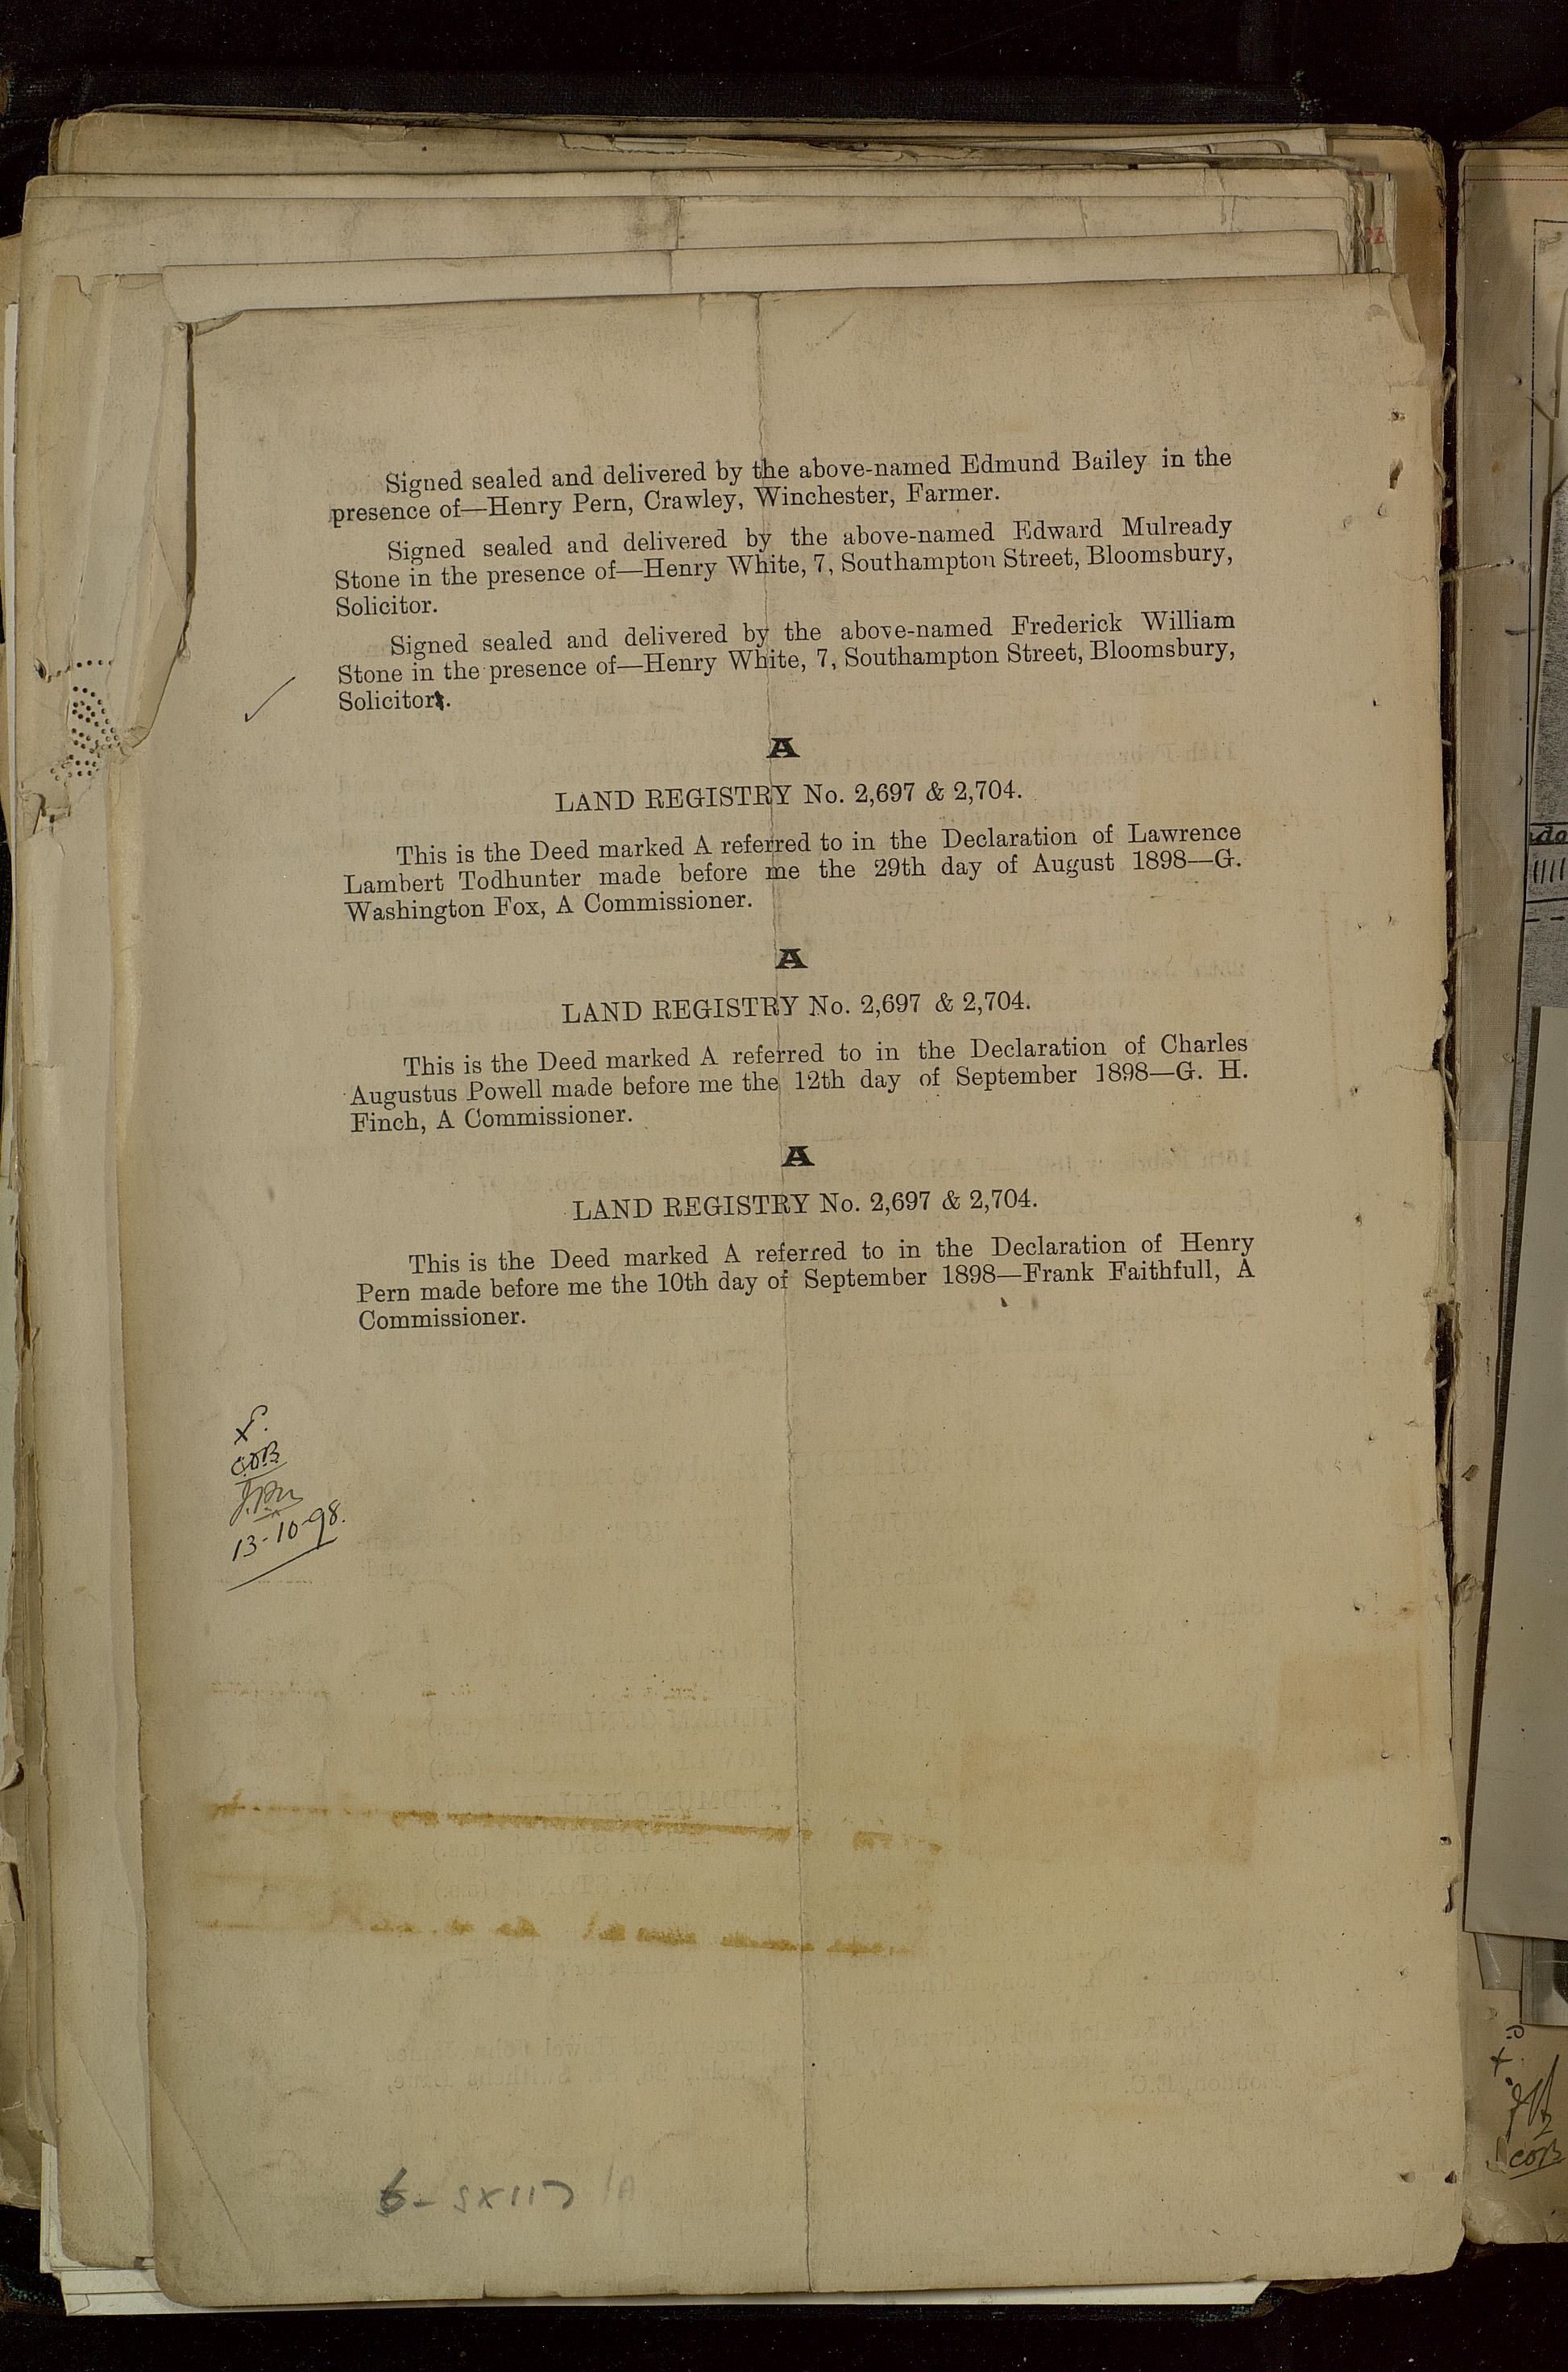 Signed sealed and delivered by the above-named Edmund Bailey in the
presence of—Henry Pern, Crawley, Winchester, Farmer.
Signed sealed and delivered by the above-named Edward Mulready
Stone in the presence of—Henry White, 7, Southampton Street, Bloomsbury,
Solicitor.
Signed sealed and delivered by the above-named Frederick William
Stone in the presence of—Henry White, 7, Southampton Street, Bloomsbury,
Solicitor.
A
LAND REGISTRY No. 2,697 & 2,704.
This is the Deed marked A referred to in the Declaration of Lawrence
Lambert Todhunter made before me the 29th day of August 1898—G.
Washington Fox, A Commissioner.
A
LAND REGISTRY No. 2,697 & 2,704.
This is the Deed marked A referred to in the Declaration of Charles
Augustus Powell made before me the 12th day of September 1898—G. H.
Finch, A Commissioner.
A
LAND REGISTRY No. 2,697 & 2,704.
This is the Deed marked A referred to in the Declaration of Henry
Pern made before me the 10th day of September 1898—Frank Faithfull, A
Commissioner.
13-10-98.